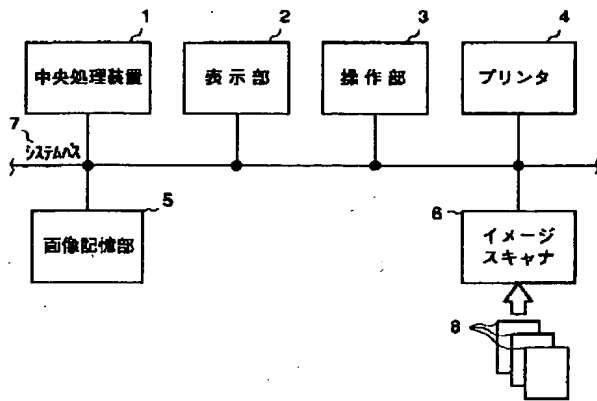 1
2
3
4
中央処理装置
表示部
操作部
プリンタ
7
システムバス
5
6
画像記憶部
イメージ
スキャナ
8